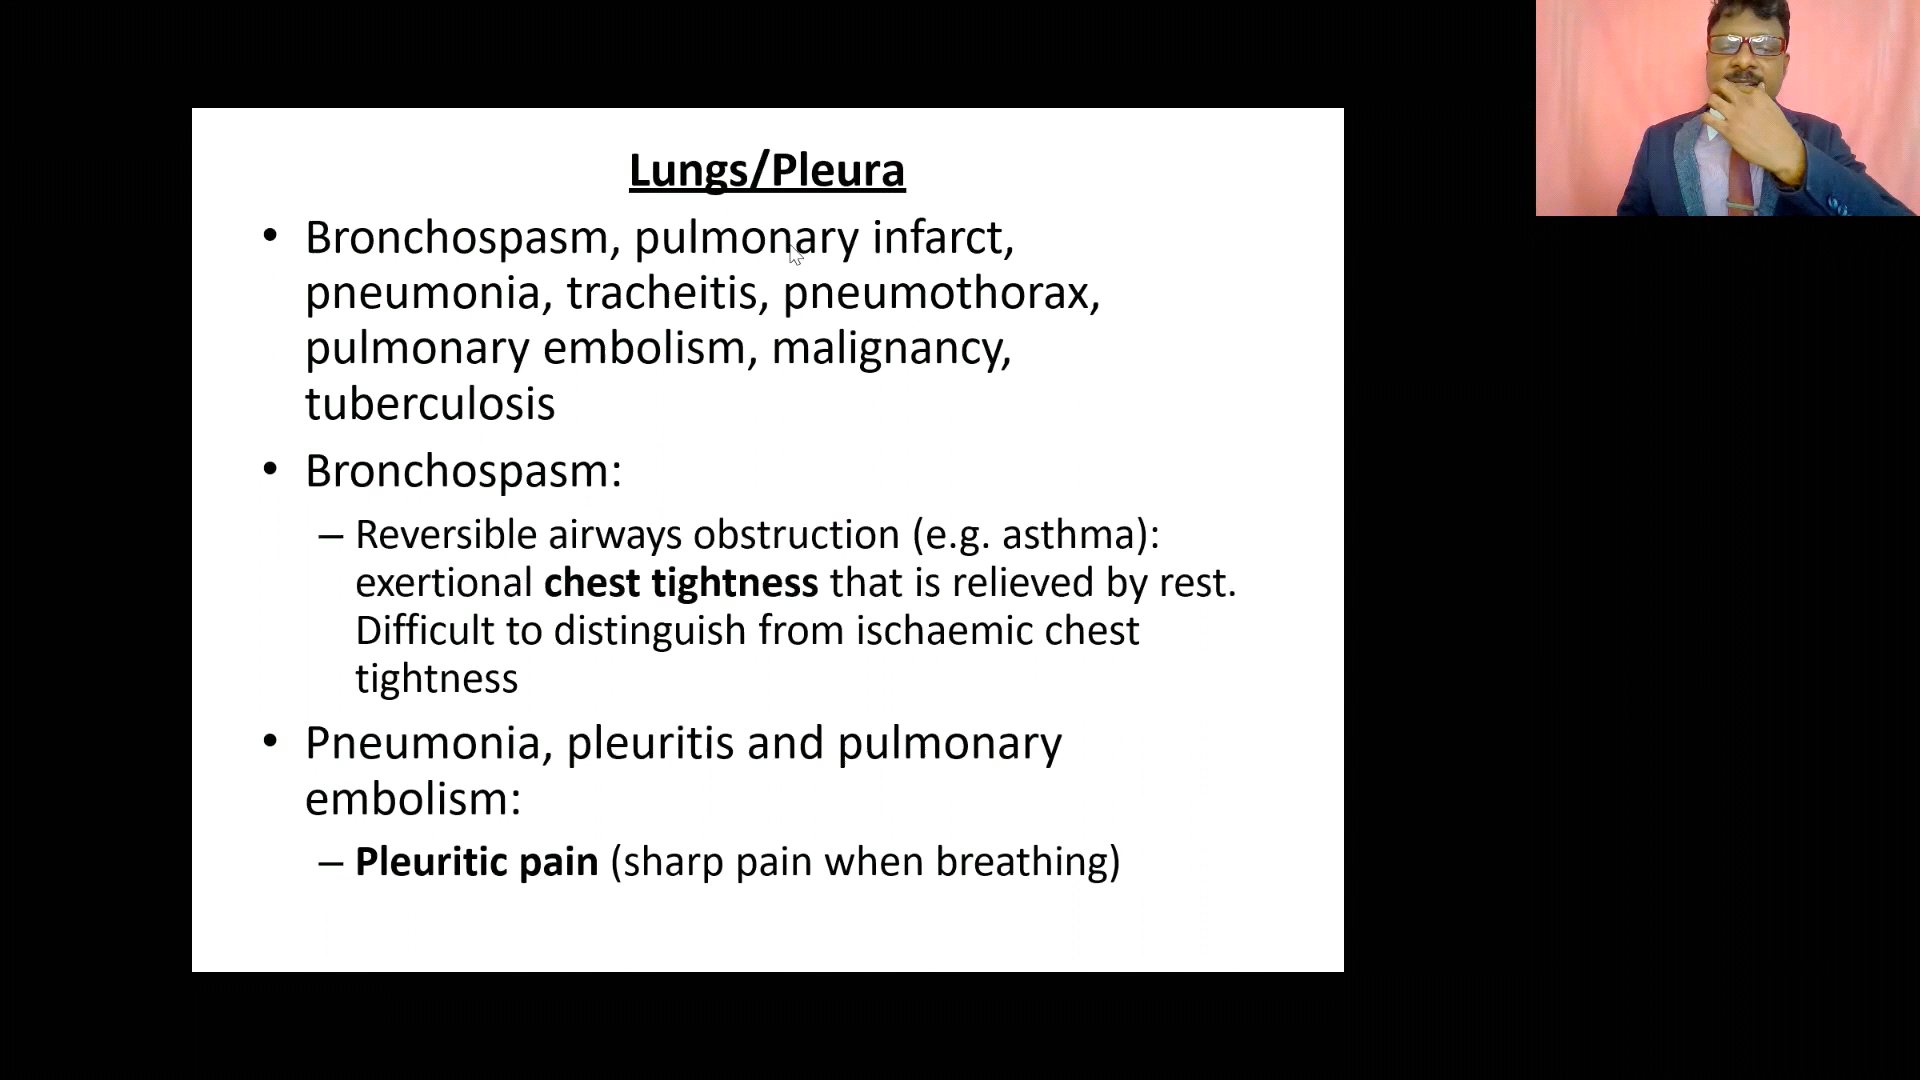 Lungs/Pleura
• Bronchospasm, pulmonary infarct,
pneumonia, tracheitis, pneumothorax,
pulmonary embolism, malignancy,
tuberculosis
• Bronchospasm:
– Reversible airways obstruction (e.g. asthma):
exertional chest tightness that is relieved by rest.
Difficult to distinguish from ischaemic chest
tightness
• Pneumonia, pleuritis and pulmonary
embolism:
– Pleuritic pain (sharp pain when breathing)